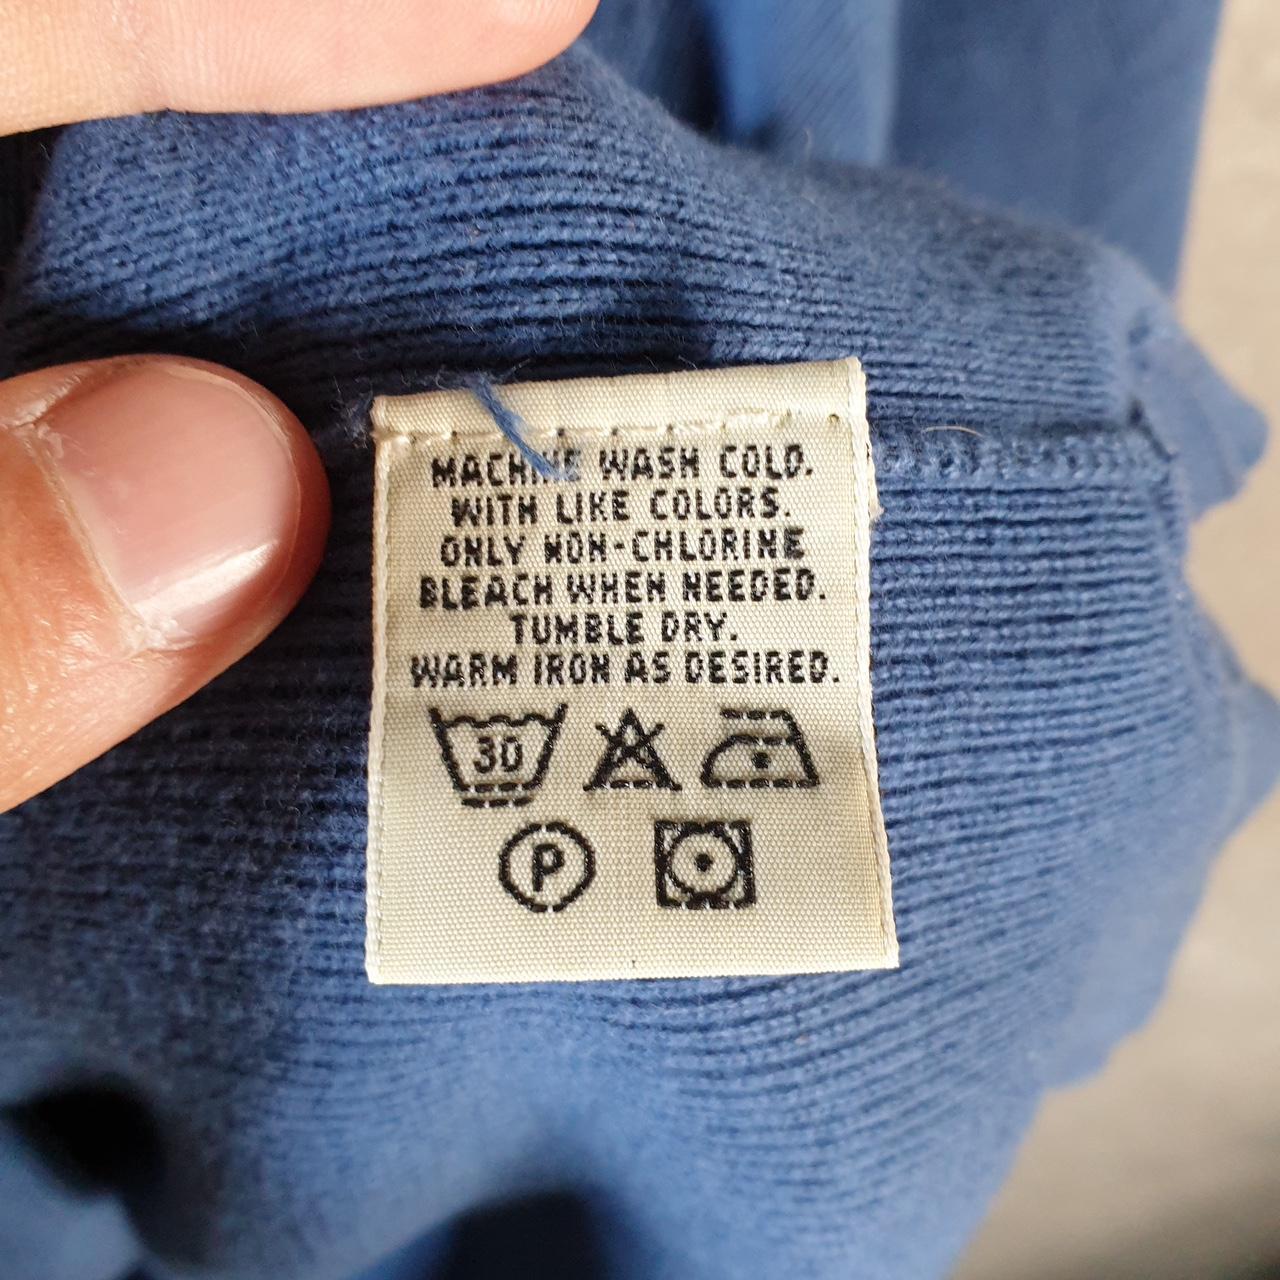 MACHINE WASH COLD.
WITH LIKE COLORS.
ONLY NON-CHLORINE
BLEACH WHEN NEEDED.
TUMBLE DRY.
WARM IRON AS DESIRED.
30
P